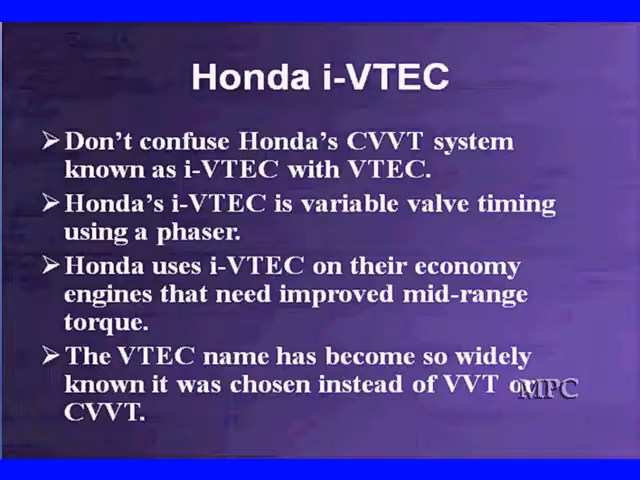 Honda i-VTEC
➢Don't confuse Honda's CVVT system
known as i-VTEC with VTEC.
➢Honda's i-VTEC is variable valve timing
using a phaser.
➢Honda uses i-VTEC on their economy
engines that need improved mid-range
torque.
➢The VTEC name has become so widely
known it was chosen instead of VVT or
CVVT.
MPC